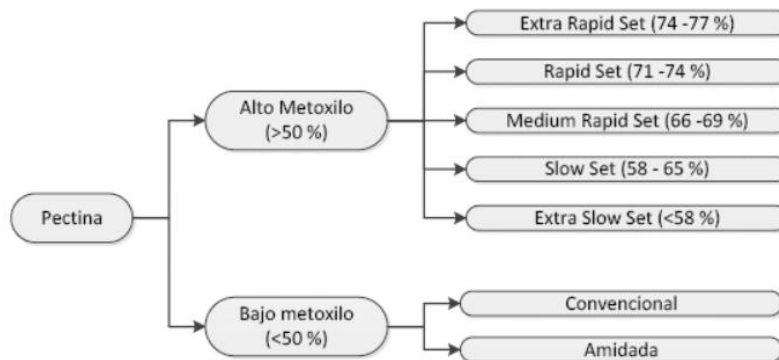 Extra Rapid Set (74 -77 %)
Rapid Set (71 -74 %)
Alto Metoxilo
(>50 %)
Medium Rapid Set (66 -69 %)
Slow Set (58 - 65 %)
Pectina
Extra Slow Set (<58 %)
Bajo metoxilo
(<50 %)
Convencional
Amidada